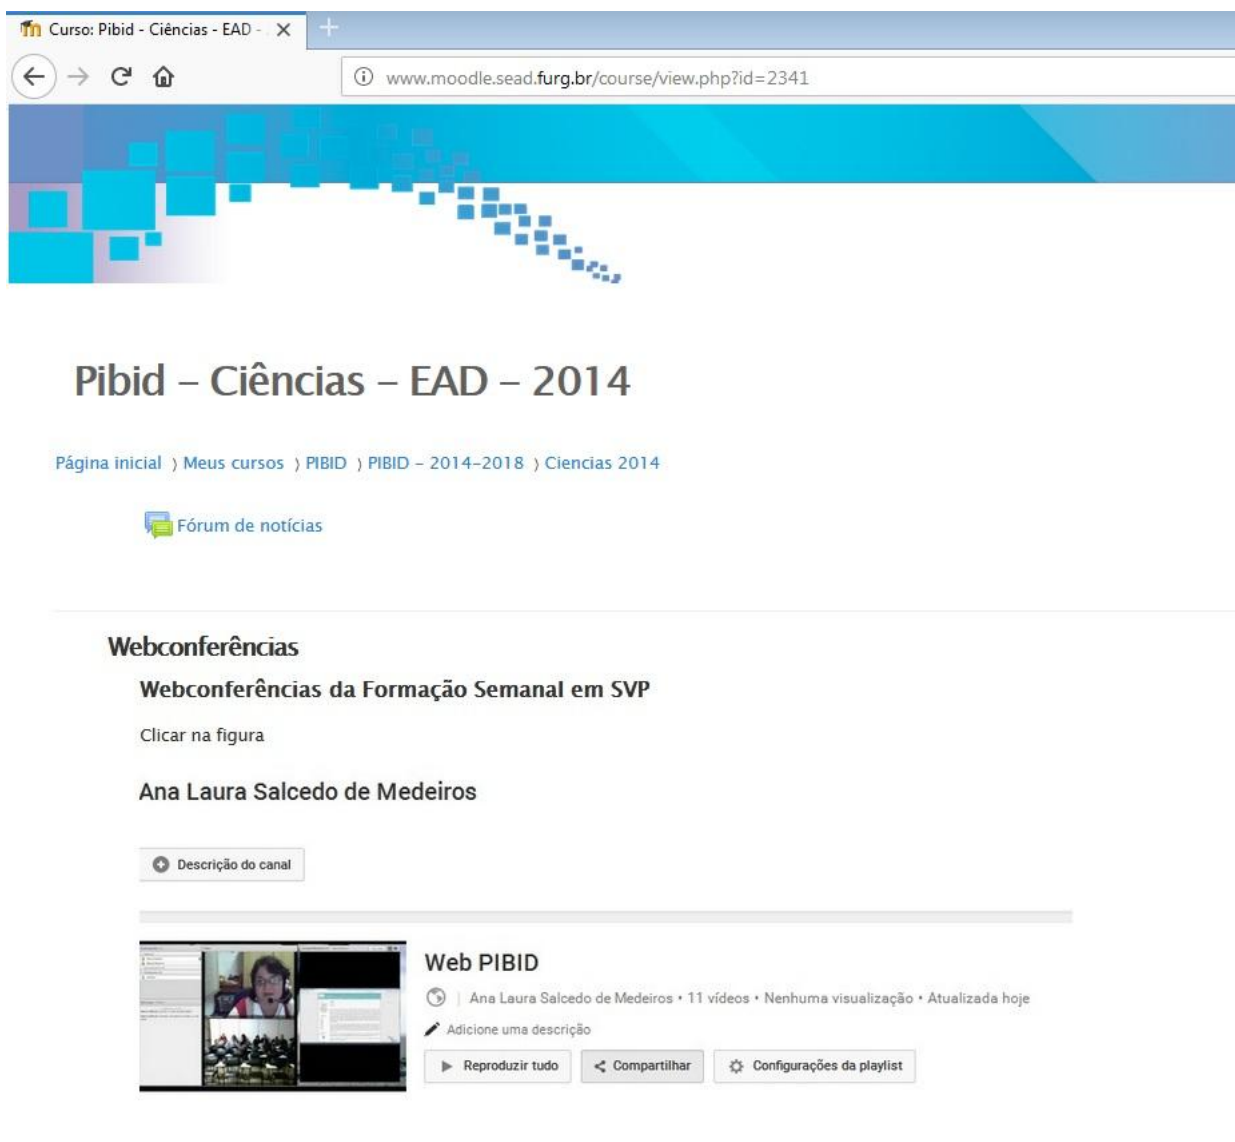 Curso: Pibid - Ciências - EAD -
www.moodle.sead.furg.br/course/view.php?id=2341
Pibid – Ciências – EAD – 2014
Página inicial ❭ Meus cursos ❭ PIBID ❭ PIBID – 2014-2018 ❭ Ciencias 2014
Fórum de notícias
Webconferências
Webconferências da Formação Semanal em SVP
Clicar na figura
Ana Laura Salcedo de Medeiros
Descrição do canal
Web PIBID
Ana Laura Salcedo de Medeiros • 11 vídeos • Nenhuma visualização • Atualizada hoje
Adicione uma descrição
Reproduzir tudo Compartilhar Configurações da playlist